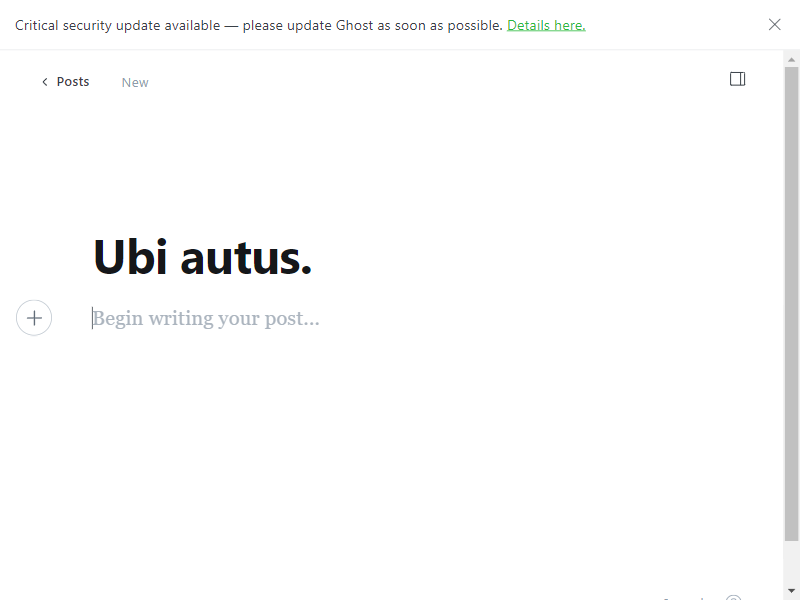 Critical security update available — please update Ghost as soon as possible. Details here.
Posts
New
Ubi autus.
Begin writing your post...